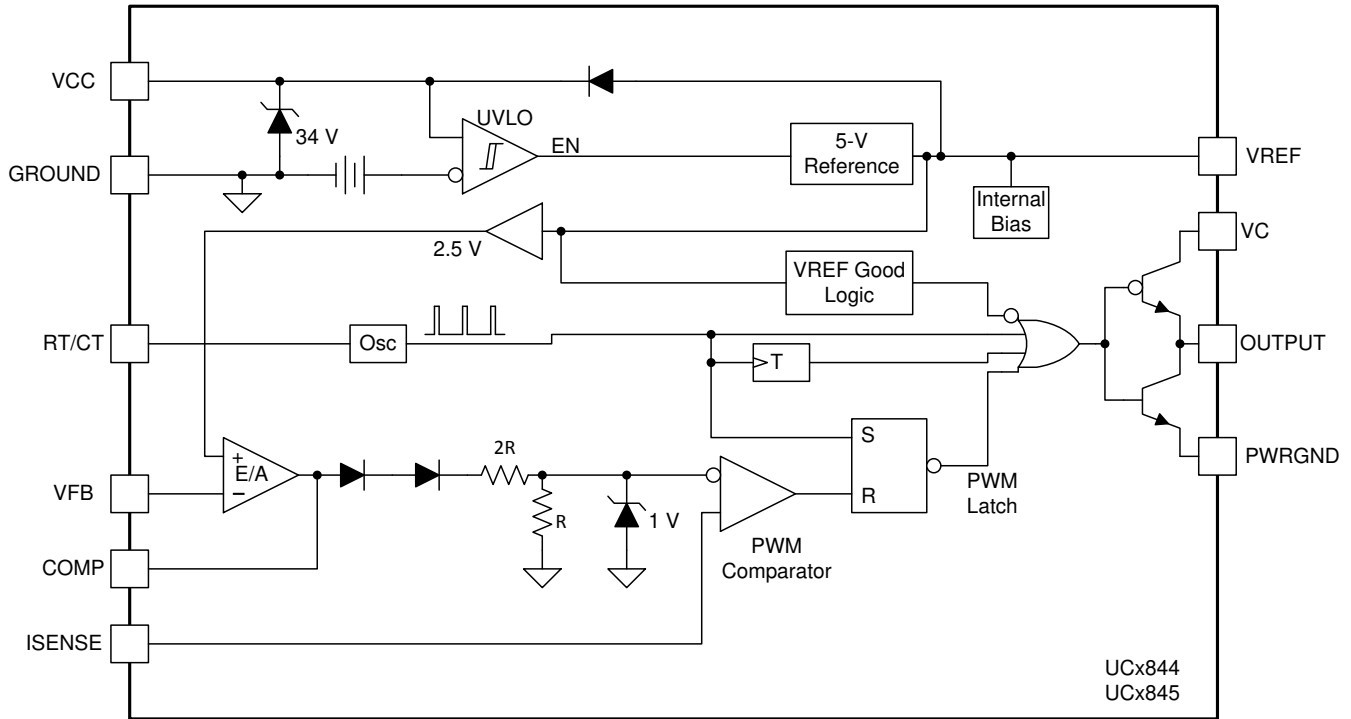 VCC
UVLO
34 V
EN
5-V
Reference
GROUND
VREF
Internal
Bias
2.5 V
VC
VREF Good
Logic
RT/CT
Osc
OUTPUT
T
S
2R
+
E/A
−
PWRGND
VFB
R
PWM
Latch
R
1 V
PWM
Comparator
COMP
ISENSE
UCx844
UCx845